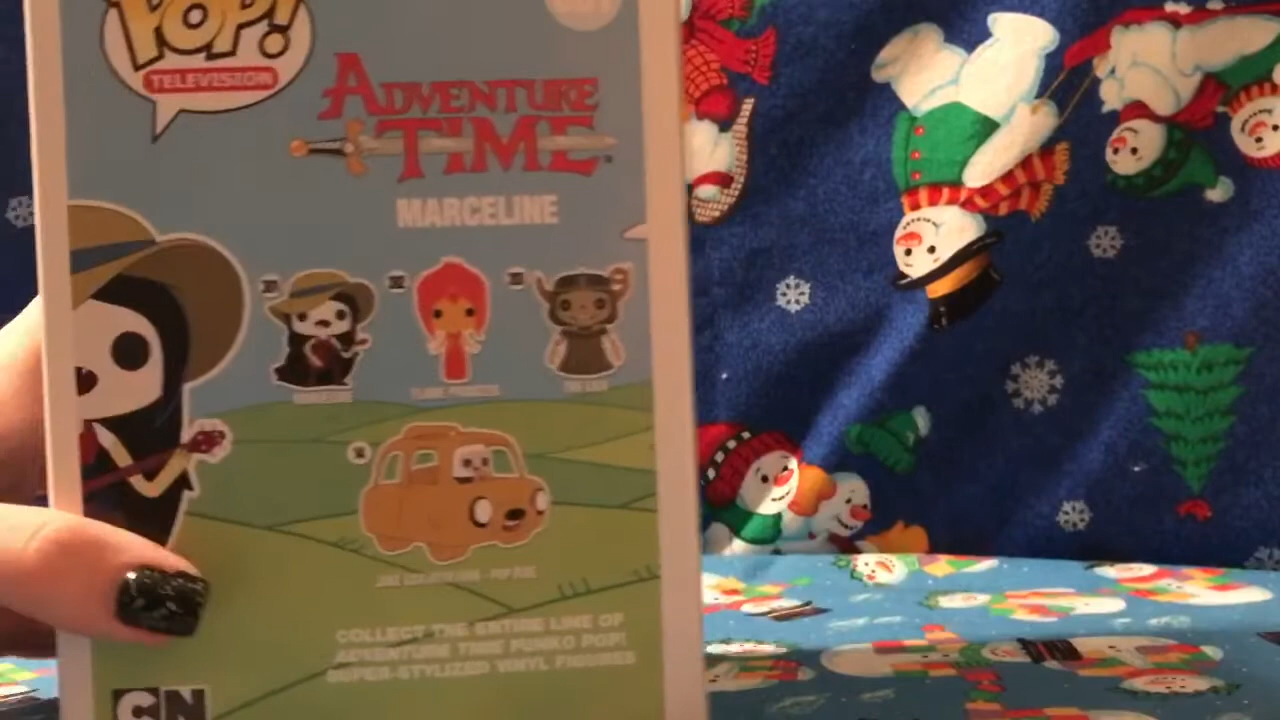 POP!
TELEVISION
ADVENTURE
TIME
MARCELINE
COLLECT THE ENTIRE LINE OF
ADVENTURE TIME FUNKO POP!
SUPER-STYLIZED VINYL FIGURES
CN